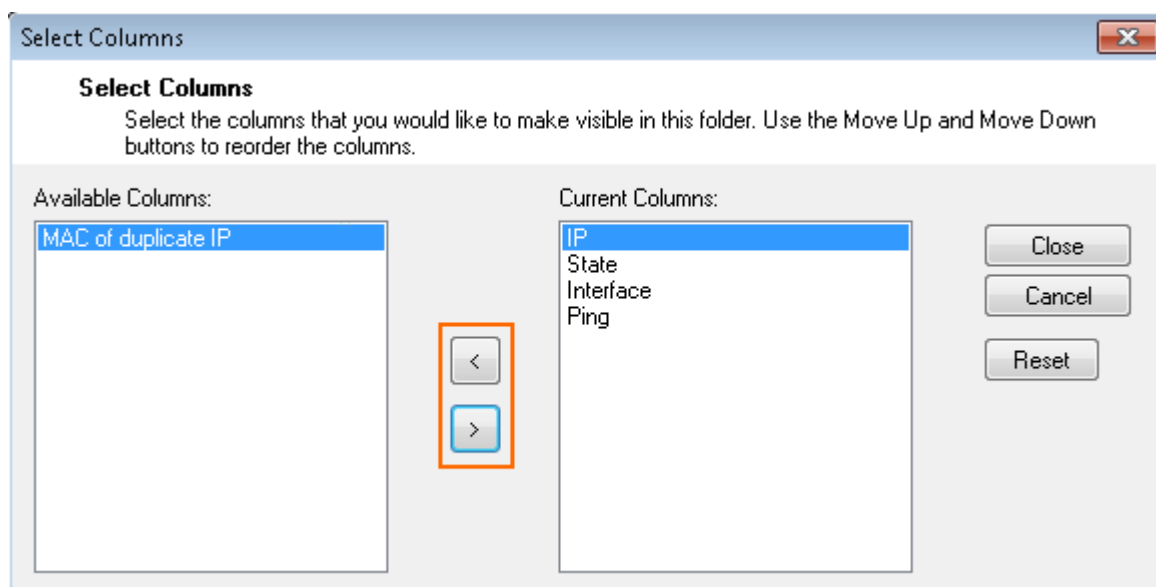 Select Columns
Select Columns
Select the columns that you would like to make visible in this folder. Use the Move Up and Move Down
buttons to reorder the columns.
Available Columns:
MAC of duplicate IP
<
>
Current Columns:
IP
State
Interface
Ping
Close
Cancel
Reset